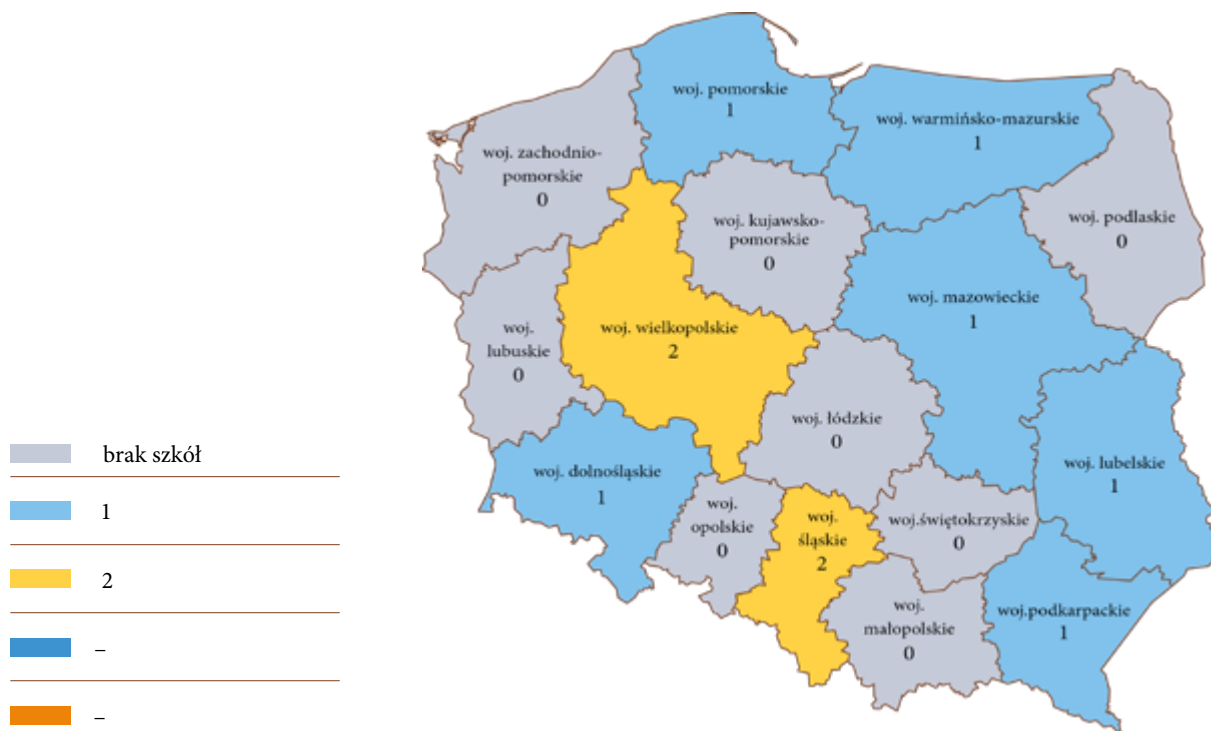 woj. pomorskie
1
woj. warmińsko-mazurskie
1
woj. zachodnio-
pomorskie
0
woj. kujawsko-
pomorskie
0
woj. podlaskie
0
woj. mazowieckie
1
woj. wielkopolskie
2
woj.
lubuskie
0
woj. łódzkie
0
woj. dolnośląskie
1
woj. lubelskie
1
woj.
opolskie
0
woj.
śląskie
2
woj.świętokrzyskie
0
woj.
małopolskie
0
woj.podkarpackie
1
brak szkół
1
2
–
–